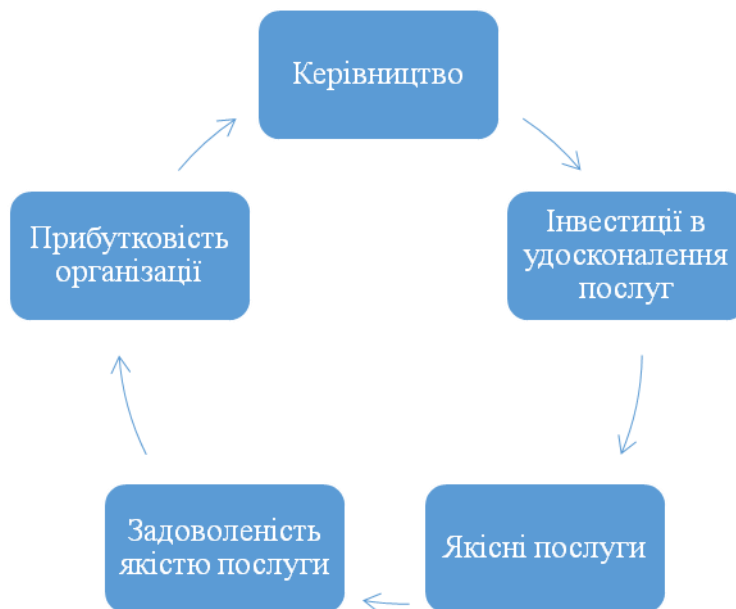 Керівництво
Інвестиції в
удосконалення
послуг
Якісні послуги
Задоволеність
якістю послуги
Прибутковість
організації